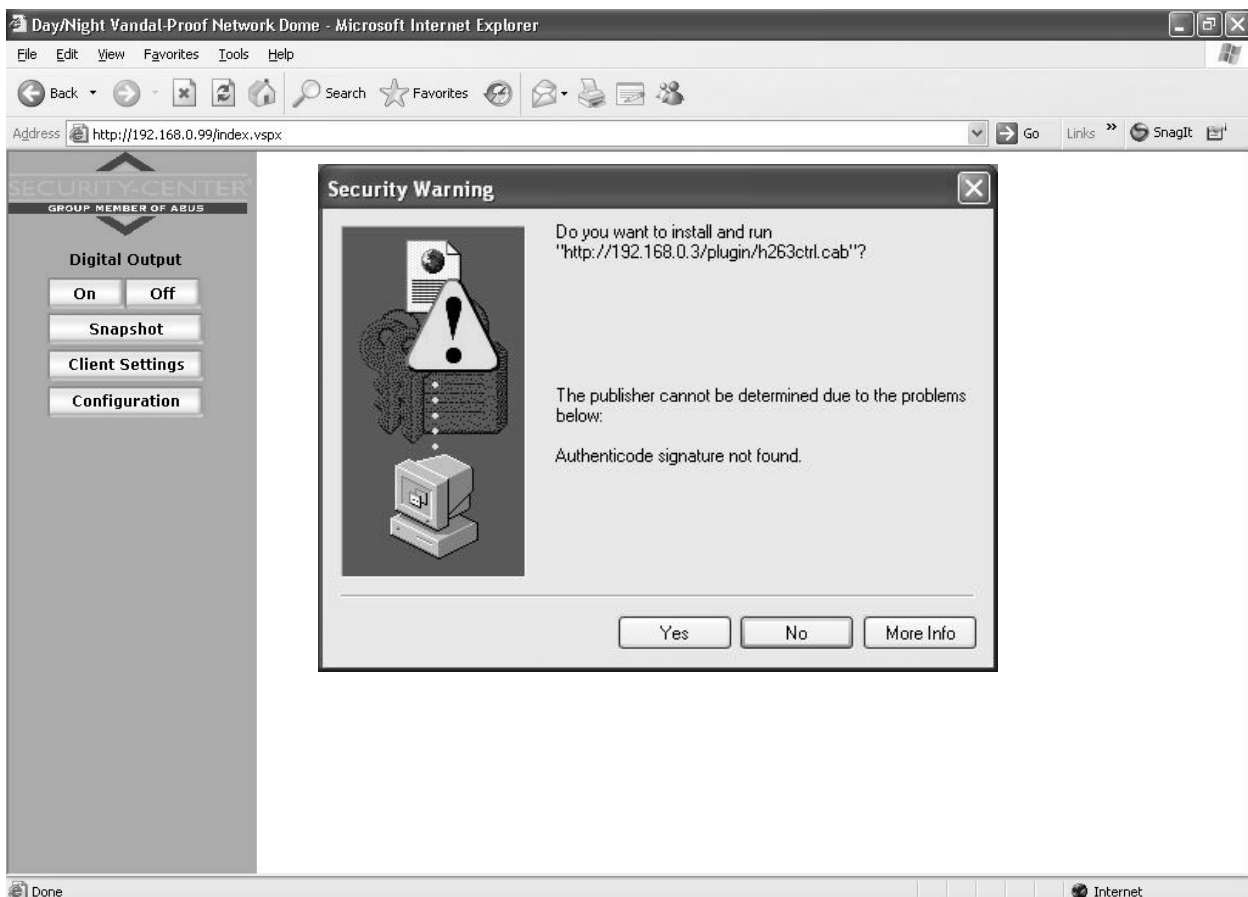 Day/Night Vandal-Proof Network Dome - Microsoft Internet Explorer
File Edit View Favorites Tools Help
Back Search Favorites
Address http://192.168.0.99/index.vspx Go Links » SnagIt
SECURITY-CENTER®
GROUP MEMBER OF ABUS
Digital Output
On Off
Snapshot
Client Settings
Configuration
Security Warning
Do you want to install and run
"http://192.168.0.3/plugin/h263ctrl.cab"?
The publisher cannot be determined due to the problems
below:
Authenticode signature not found.
Yes No More Info
Done Internet